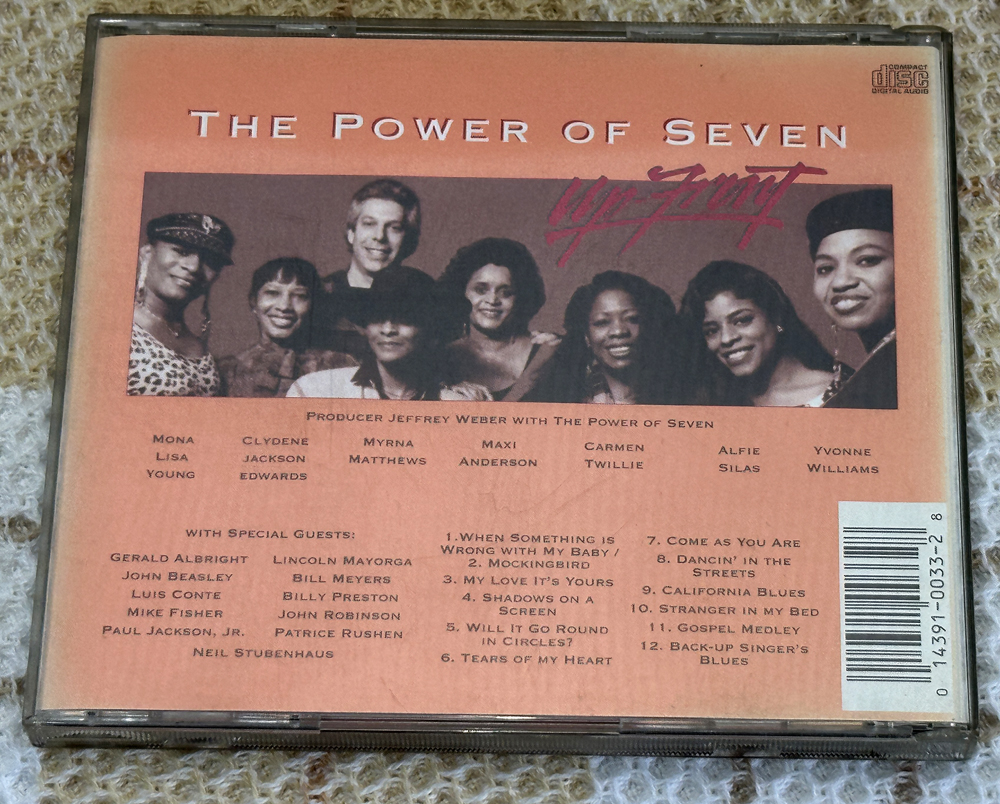 COMPACT
disc
DIGITAL AUDIO
THE POWER OF SEVEN
Up-Front
PRODUCER JEFFREY WEBER WITH THE POWER OF SEVEN
MONA
LISA
YOUNG
CLYDENE
JACKSON
EDWARDS
MYRNA
MATTHEWS
MAXI
ANDERSON
CARMEN
TWILLIE
ALFIE
SILAS
YVONNE
WILLIAMS
WITH SPECIAL GUESTS:
GERALD ALBRIGHT
JOHN BEASLEY
LUIS CONTE
MIKE FISHER
PAUL JACKSON, JR.
LINCOLN MAYORGA
BILL MEYERS
BILLY PRESTON
JOHN ROBINSON
PATRICE RUSHEN
NEIL STUBENHAUS
1.WHEN SOMETHING IS
WRONG WITH MY BABY /
2. MOCKINGBIRD
3. MY LOVE IT'S YOURS
4. SHADOWS ON A
SCREEN
5. WILL IT GO ROUND
IN CIRCLES?
6. TEARS OF MY HEART
7. COME AS YOU ARE
8. DANCIN' IN THE
STREETS
9. CALIFORNIA BLUES
10. STRANGER IN MY BED
11. GOSPEL MEDLEY
12. BACK-UP SINGER'S
BLUES
0 14391-0033-2 8